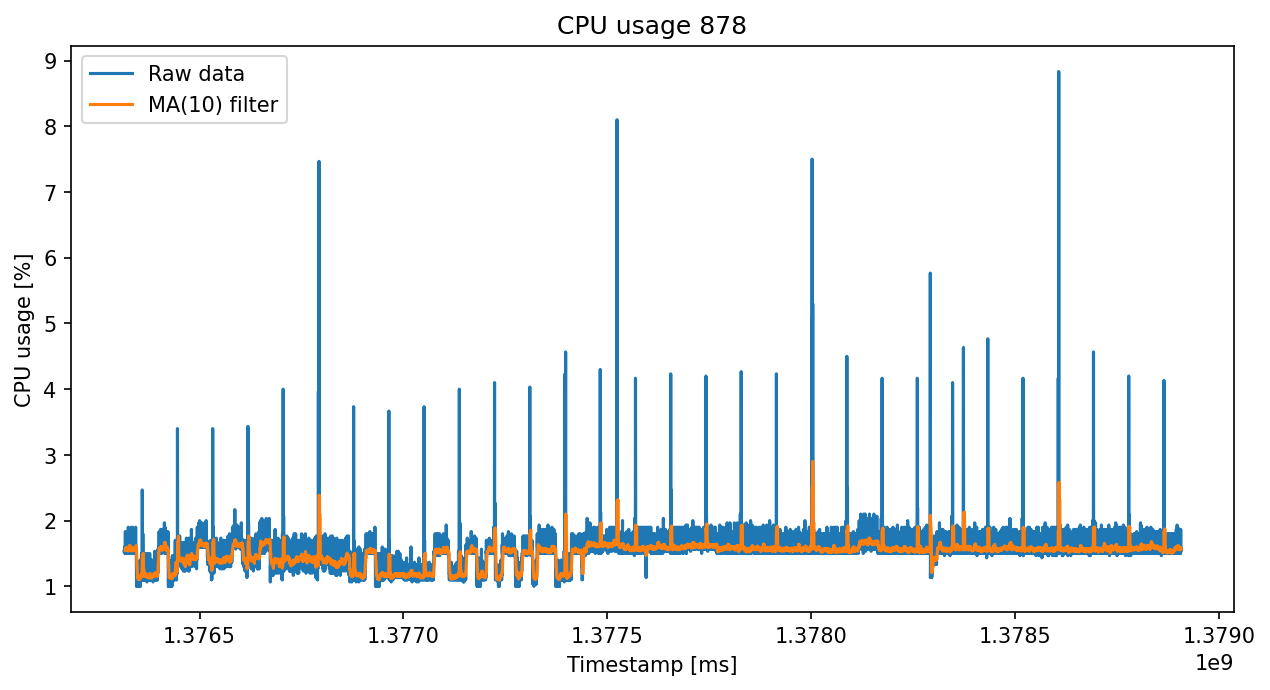 CPU usage 878
Raw data
MA(10) filter
CPU usage [%]
9
8
7
6
5
4
3
2
1
1.3765 1.3770 1.3775 1.3780 1.3785 1.3790
1e9
Timestamp [ms]